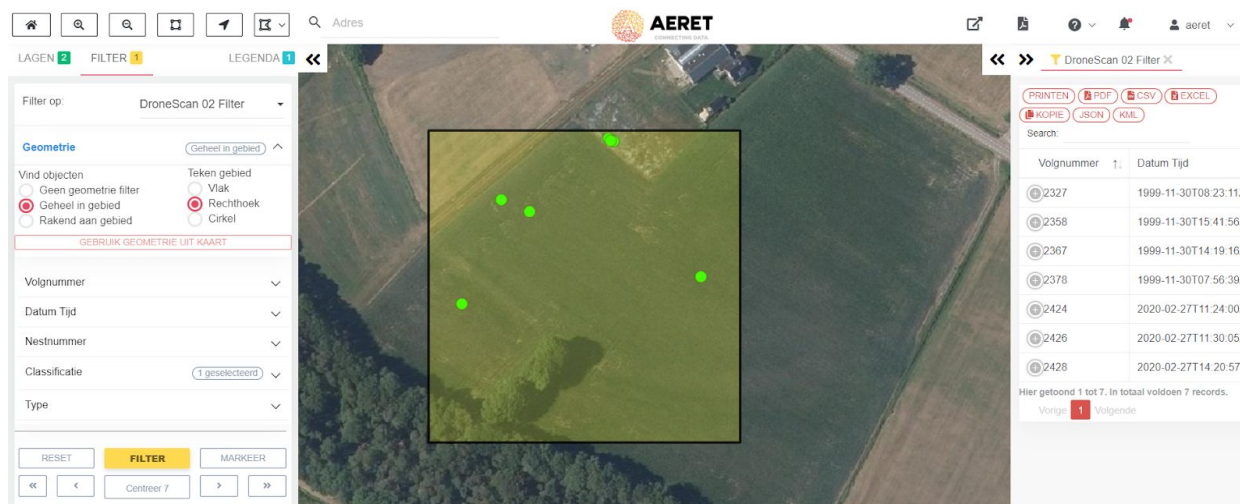 Adres
AERET
CONNECTING DATA
aeret
LAGEN 2 FILTER 1 LEGENDA 1
Filter op: DroneScan 02 Filter
Geometrie Geheel in gebied
Vind objecten Teken gebied
Geen geometrie filter Vlak
Geheel in gebied Rechthoek
Rakend aan gebied Cirkel
GEBRUIK GEOMETRIE UIT KAART
Volgnummer
Datum Tijd
Nestnummer
Classificatie 1 geselecteerd
Type
RESET FILTER MARKEER
« ‹ Centreer 7 › »
DroneScan 02 Filter ×
PRINTEN PDF CSV EXCEL
KOPIE JSON KML
Search:
Volgnummer ↑↓ Datum Tijd
2327 1999-11-30T08:23:11
2358 1999-11-30T15:41:56
2367 1999-11-30T14:19:16
2378 1999-11-30T07:56:39
2424 2020-02-27T11:24:00
2426 2020-02-27T11:30:05
2428 2020-02-27T14:20:57
Hier getoond 1 tot 7. In totaal voldoen 7 records.
Vorige 1 Volgende